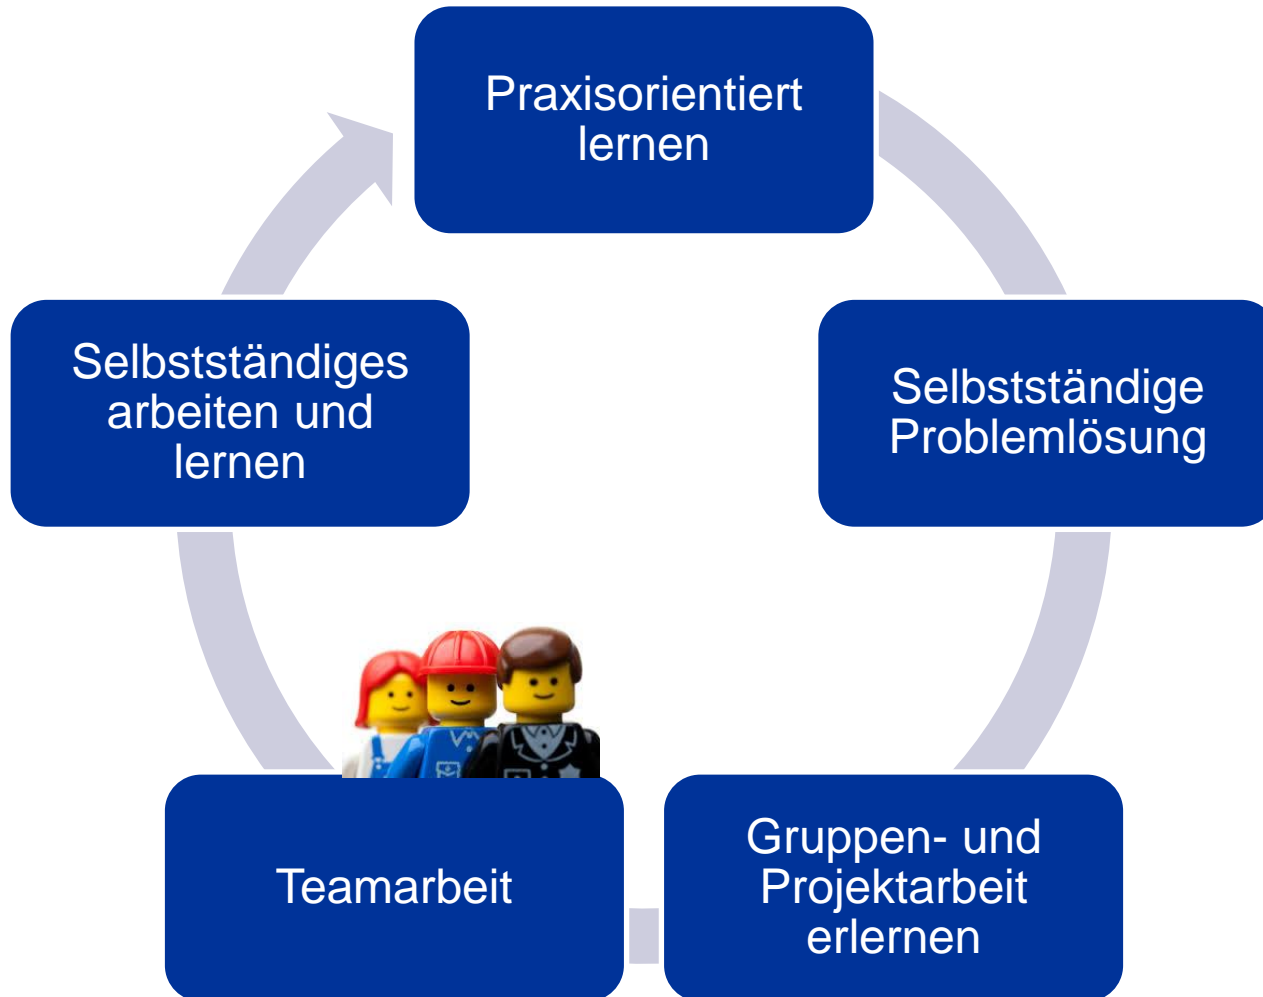 Praxisorientiert
lernen
Selbstständige
Problemlösung
Gruppen- und
Projektarbeit
erlernen
Teamarbeit
Selbstständiges
arbeiten und
lernen